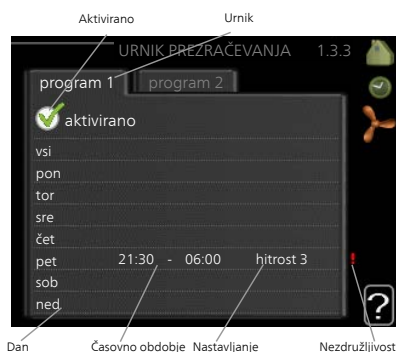 Aktivirano
Urnik
URNIK PREZRAČEVANJA 1.3.3
program 1 program 2
aktivirano
vsi
pon
tor
sre
čet
pet 21:30 - 06:00 hitrost 3 !
sob
ned
?
Dan Časovno obdobje Nastavljanje Nezdružljivost